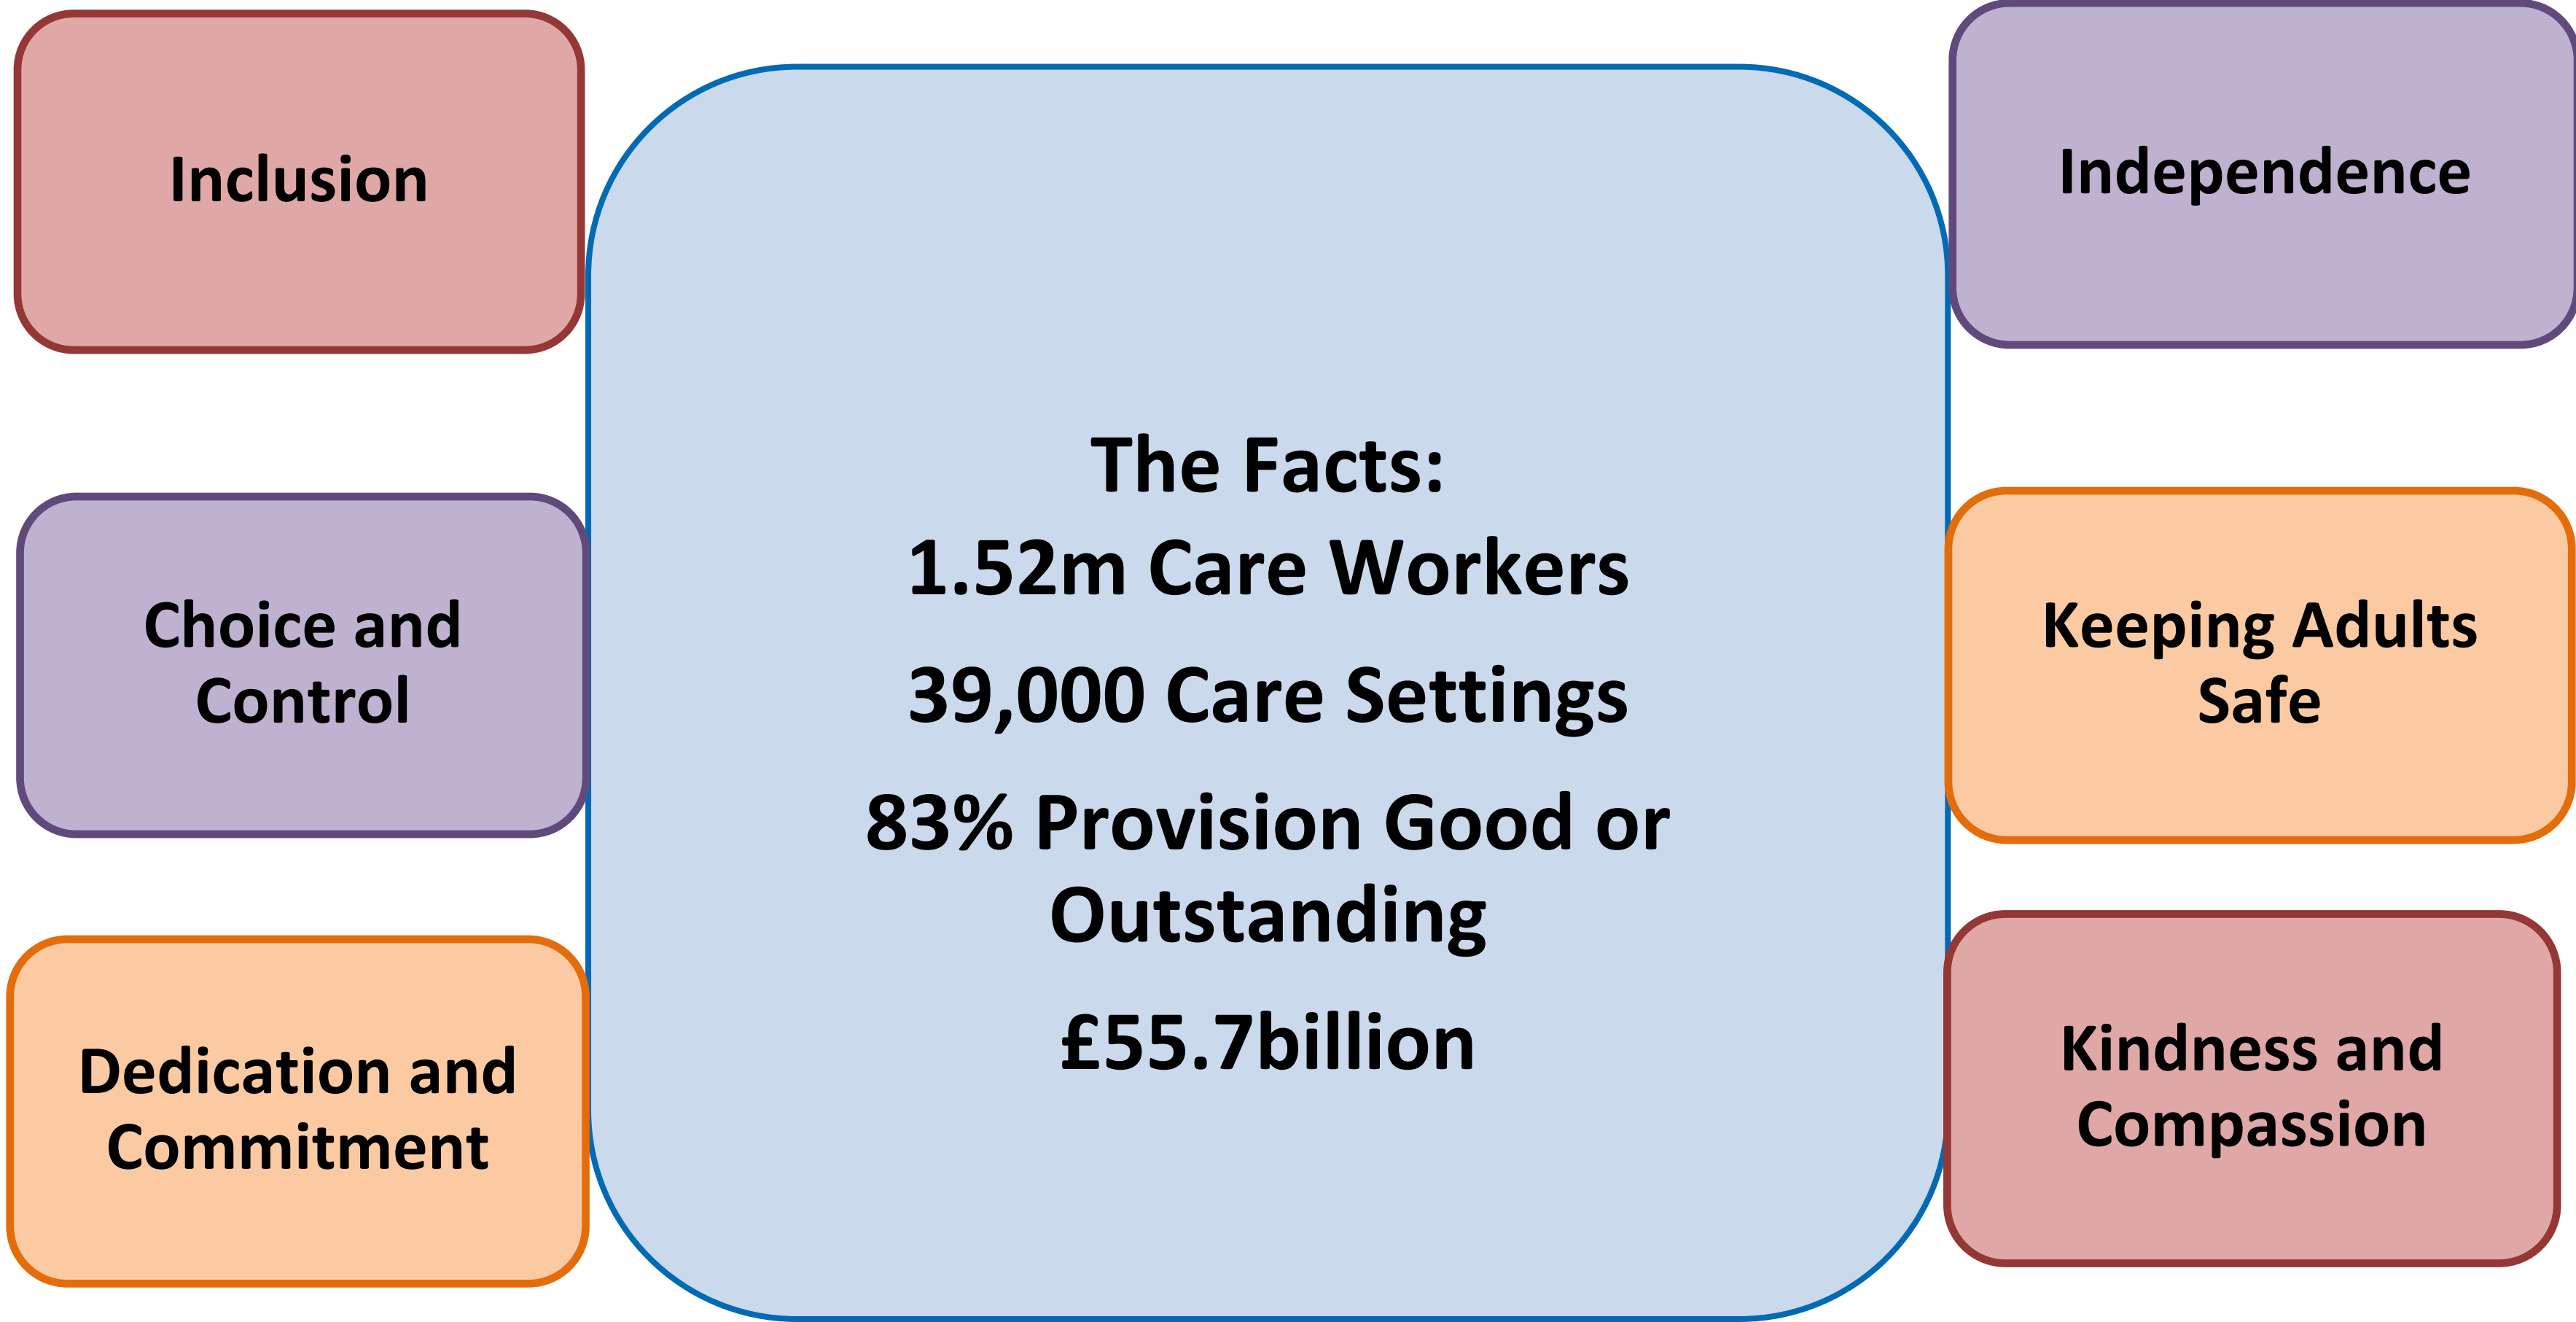 Inclusion
Choice and
Control
Dedication and
Commitment
The Facts:
1.52m Care Workers
39,000 Care Settings
83% Provision Good or
Outstanding
£55.7billion
Independence
Keeping Adults
Safe
Kindness and
Compassion